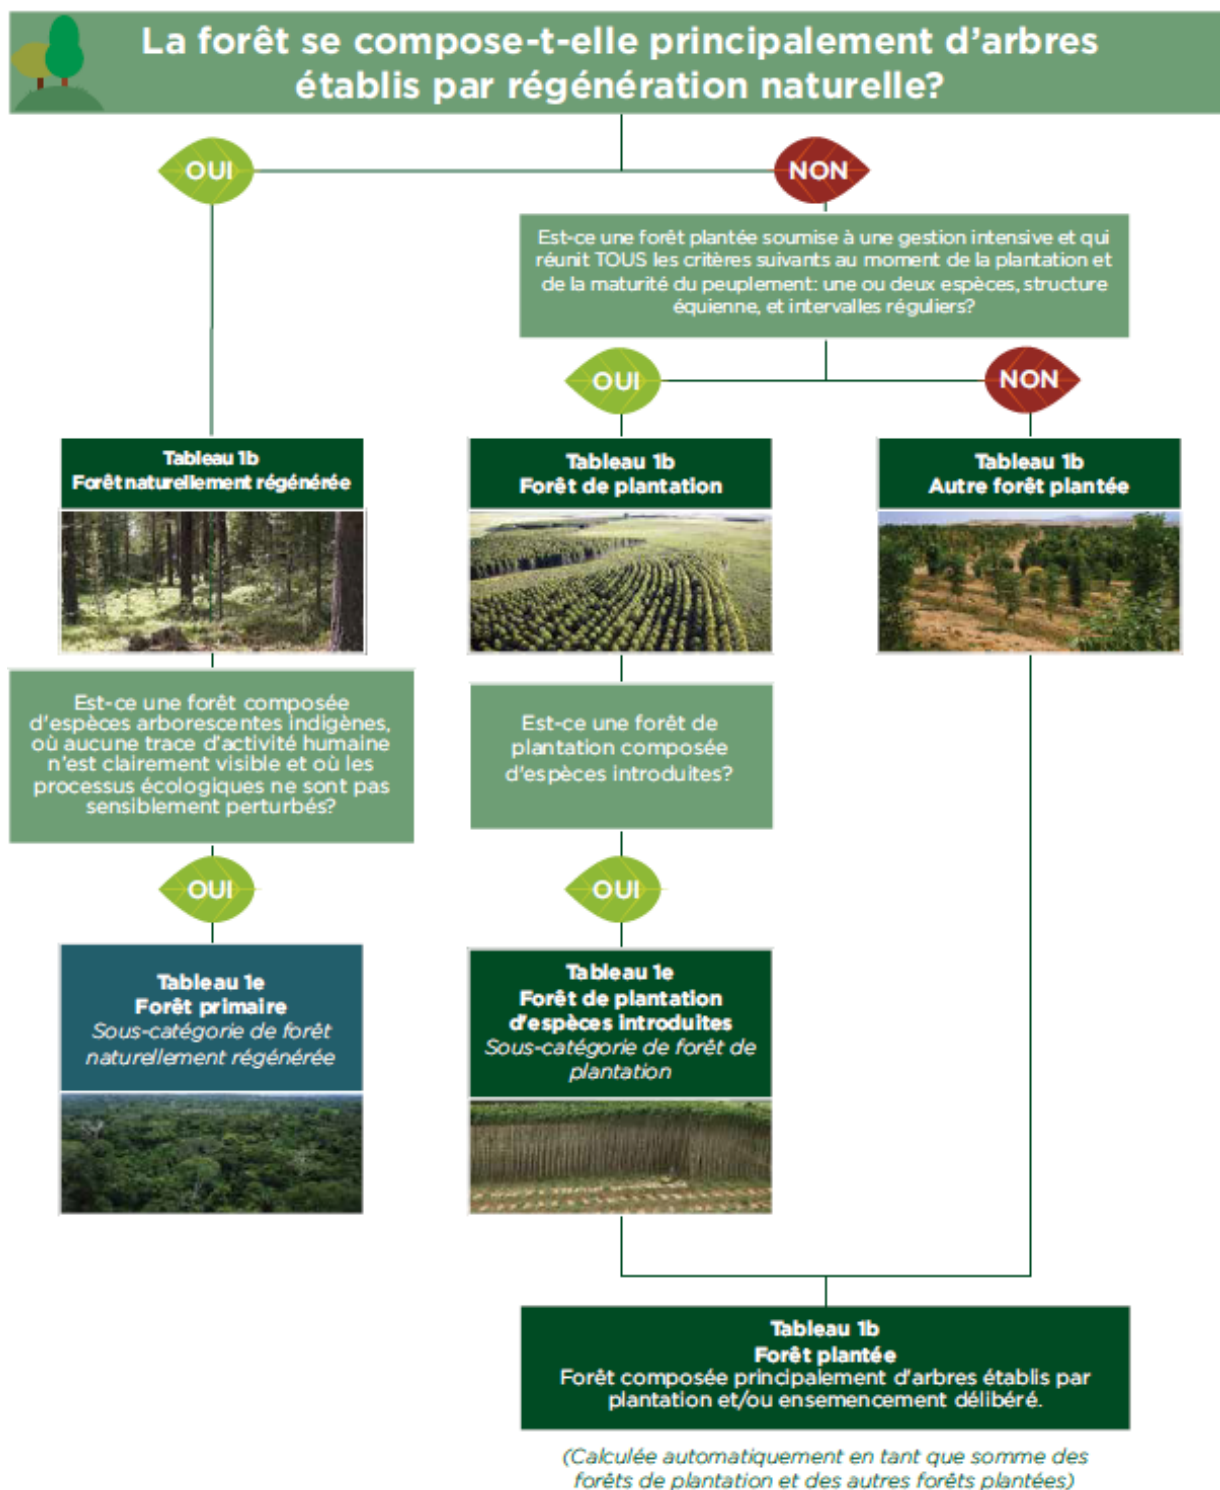 La forêt se compose-t-elle principalement d'arbres
établis par régénération naturelle?
OUI
NON
Est-ce une forêt plantée soumise à une gestion intensive et qui
réunit TOUS les critères suivants au moment de la plantation et
de la maturité du peuplement: une ou deux espèces, structure
équienne, et intervalles réguliers?
OUI
NON
Tableau 1b
Forêt naturellement régénérée
Tableau 1b
Forêt de plantation
Tableau 1b
Autre forêt plantée
Est-ce une forêt composée
d'espèces arborescentes indigènes,
où aucune trace d'activité humaine
n'est clairement visible et où les
processus écologiques ne sont pas
sensiblement perturbés?
Est-ce une forêt de
plantation composée
d'espèces introduites?
OUI
OUI
Tableau 1e
Forêt primaire
Sous-catégorie de forêt
naturellement régénérée
Tableau 1e
Forêt de plantation
d'espèces introduites
Sous-catégorie de forêt de
plantation
Tableau 1b
Forêt plantée
Forêt composée principalement d'arbres établis par
plantation et/ou ensemencement délibéré.
(Calculée automatiquement en tant que somme des
forêts de plantation et des autres forêts plantées)